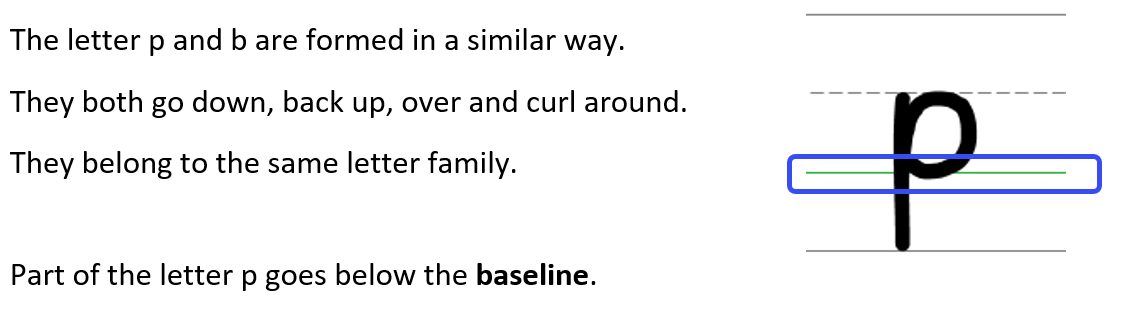 The letter p and b are formed in a similar way.
They both go down, back up, over and curl around.
They belong to the same letter family.
Part of the letter p goes below the baseline.
p